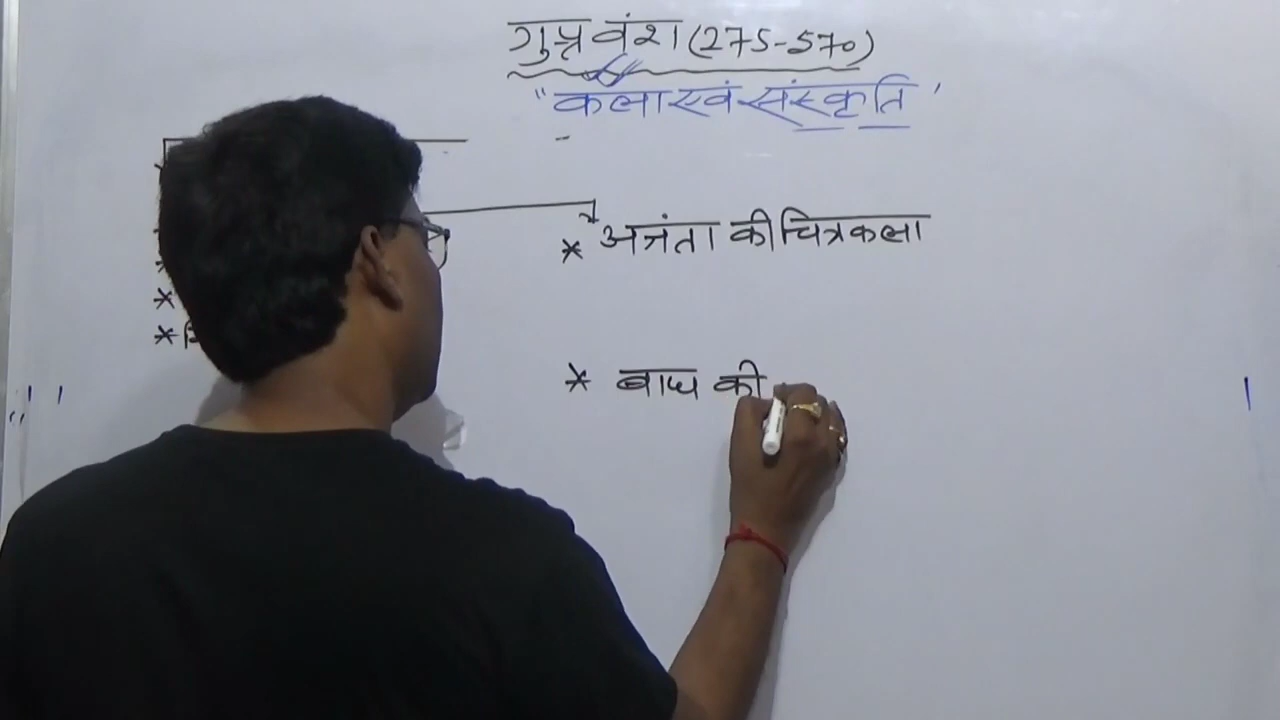 गुप्त वंश (275-570)
"कला एवं संस्कृति"
* अजंता की चित्रकला
* बाघ की